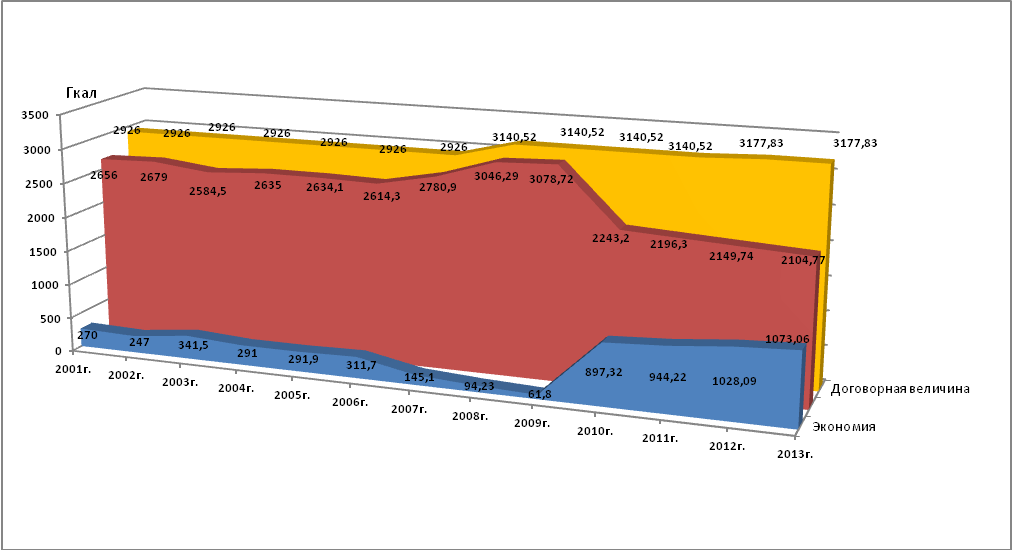 Гкал
3500
3000
2500
2000
1500
1000
500
0
2926 2926 2926 2926 2926 2926 2926 3140,52 3140,52 3140,52 3140,52 3177,83 3177,83
2656 2679 2584,5 2635 2634,1 2614,3 2780,9 3046,29 3078,72 2243,2 2196,3 2149,74 2104,77
270 247 341,5 291 291,9 311,7 145,1 94,23 61,8 897,32 944,22 1028,09 1073,06
2001г. 2002г. 2003г. 2004г. 2005г. 2006г. 2007г. 2008г. 2009г. 2010г. 2011г. 2012г. 2013г.
Договорная величина
Экономия